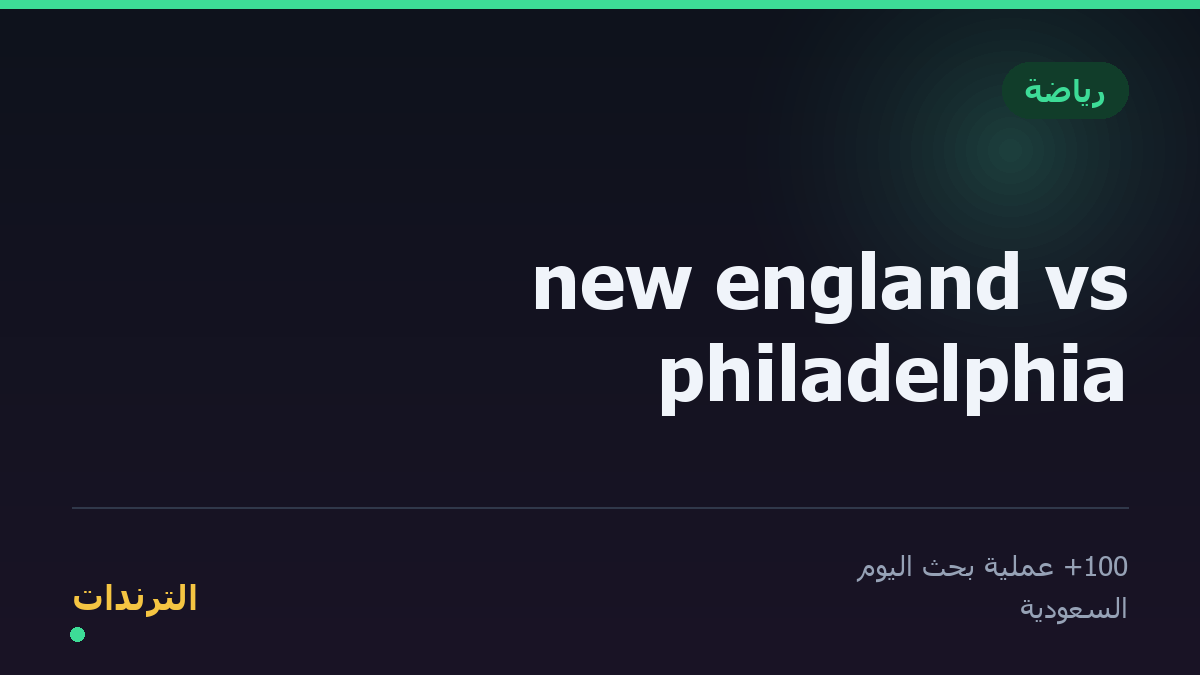 رياضة
new england vs
philadelphia
100+ عملية بحث اليوم
السعودية
الترندات